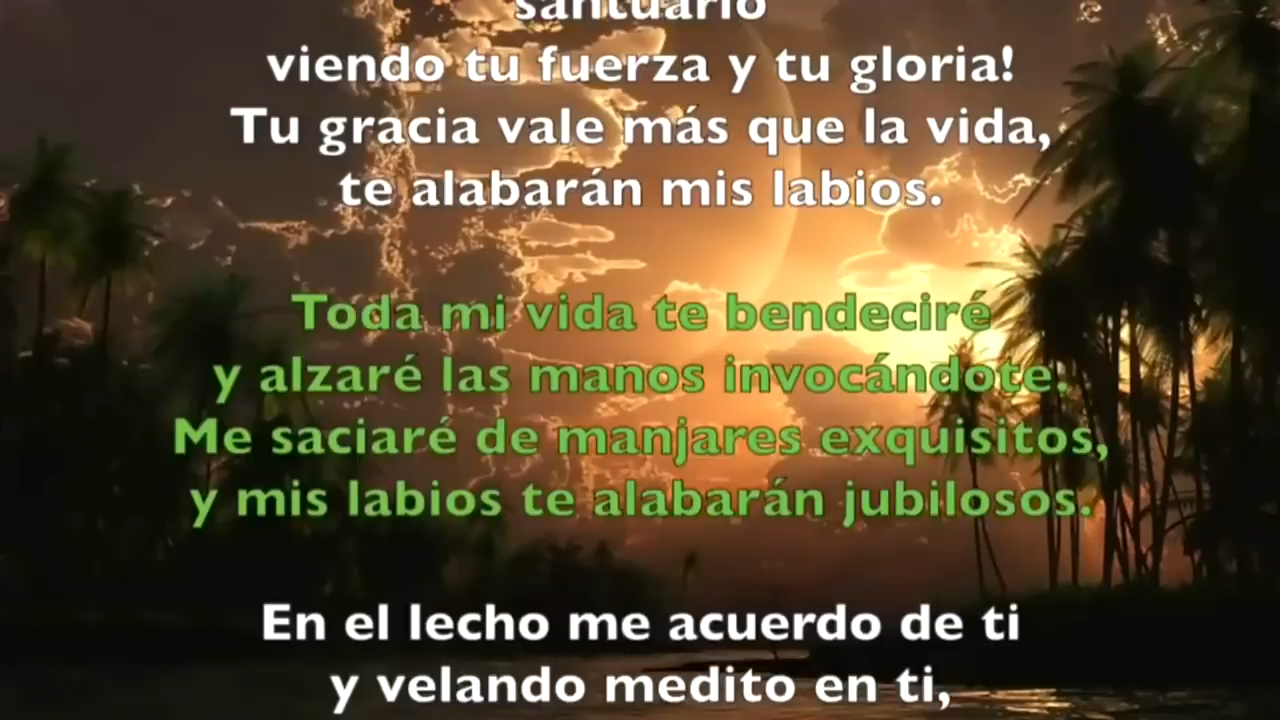 santuario
viendo tu fuerza y tu gloria!
Tu gracia vale más que la vida,
te alabarán mis labios.
Toda mi vida te bendeciré
y alzaré las manos invocándote.
Me saciaré de manjares exquisitos,
y mis labios te alabarán jubilosos.
En el lecho me acuerdo de ti
y velando medito en ti,